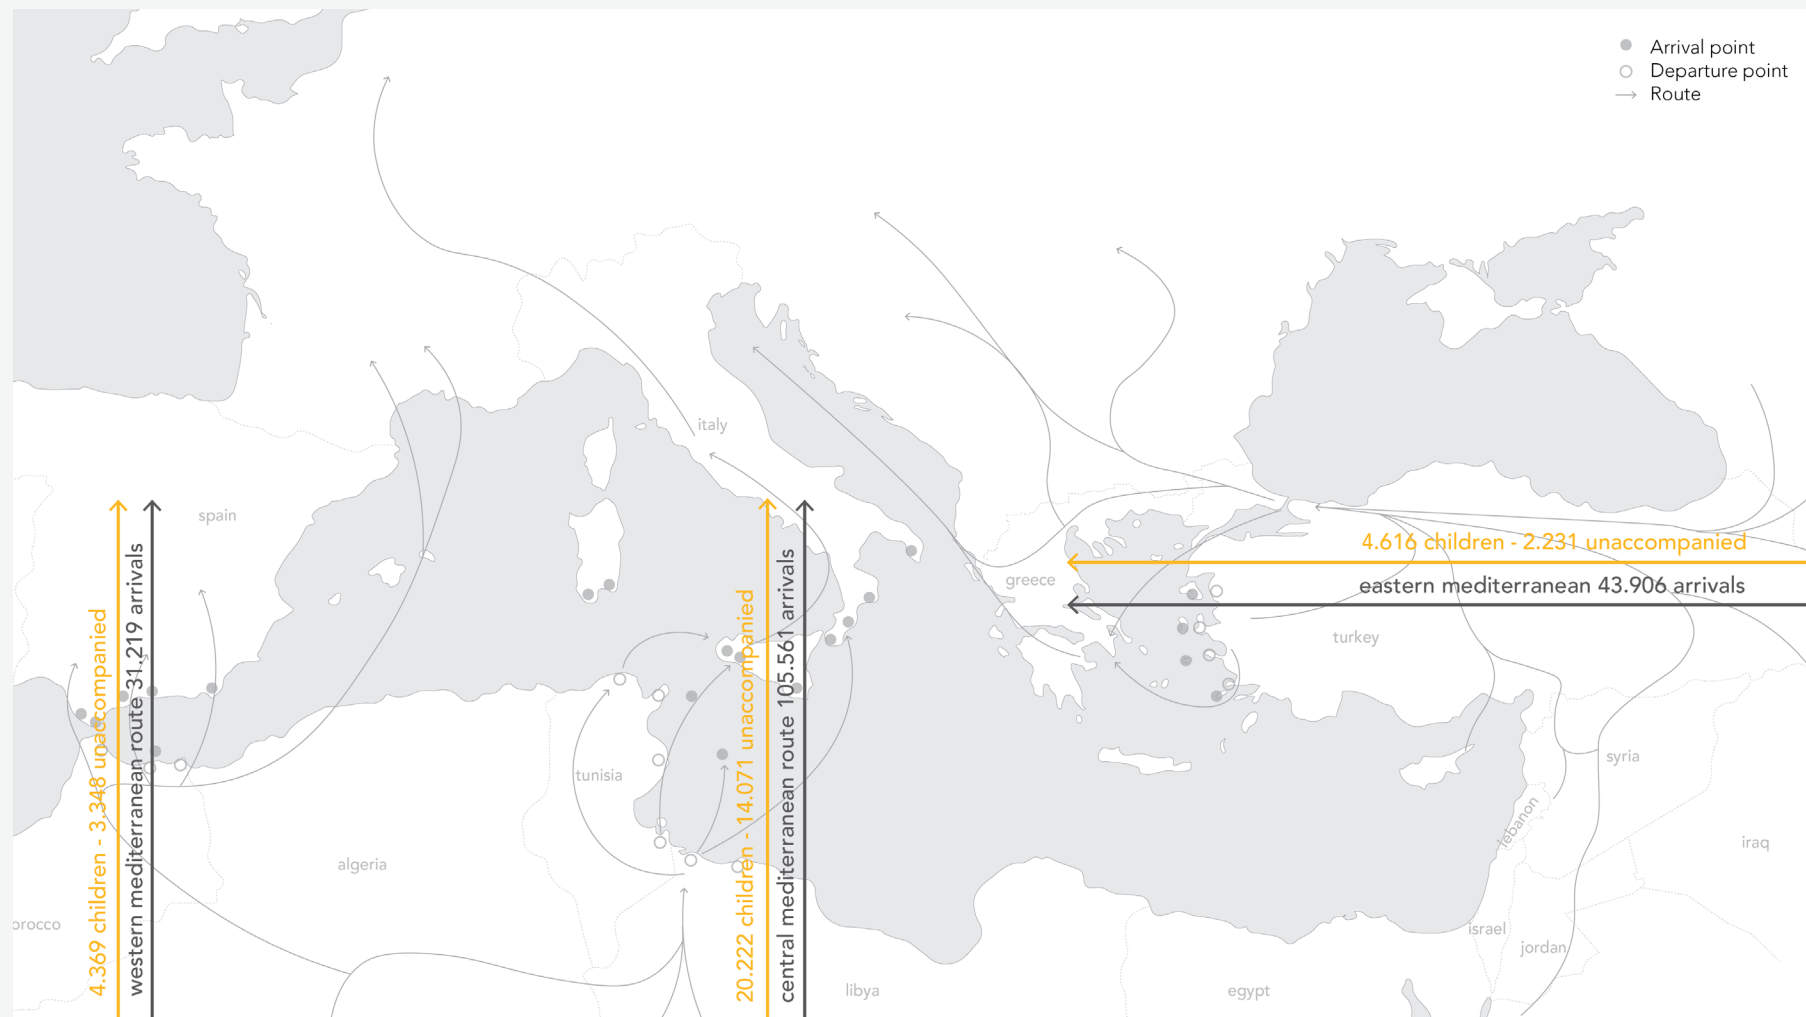 Arrival point
Departure point
Route
italy
spain
4.616 children - 2.231 unaccompanied
greece
eastern mediterranean 43.906 arrivals
turkey
4.369 children - 3.348 unaccompanied
western mediterranean route 31.219 arrivals
20.222 children - 14.071 unaccompanied
central mediterranean route 105.561 arrivals
syria
tunisia
lebanon
iraq
algeria
orocco
israel
jordan
libya
egypt